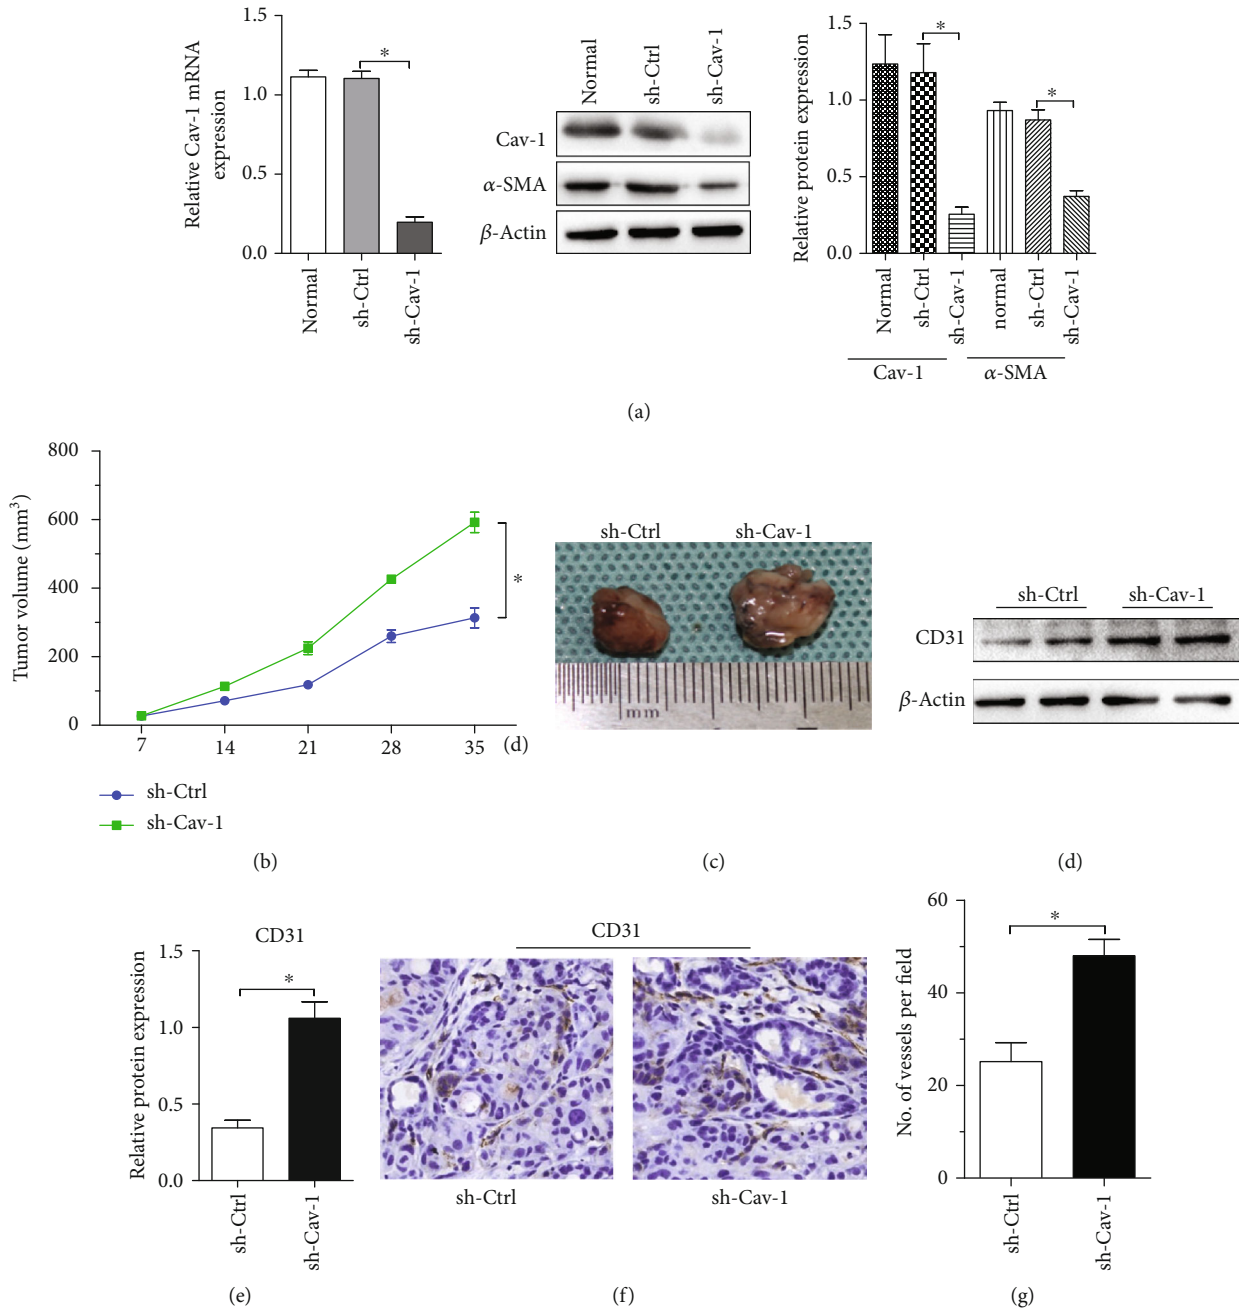 Relative Cav-1 mRNA
expression
1.5
1.0
0.5
0.0
*
Normal
sh-Ctrl
sh-Cav-1
Normal
sh-Ctrl
sh-Cav-1
Cav-1
α-SMA
β-Actin
Relative protein expression
1.5
1.0
0.5
0.0
*
*
Normal
sh-Ctrl
sh-Cav-1
normal
sh-Ctrl
sh-Cav-1
Cav-1
α-SMA
(a)
Tumor volume (mm³)
800
600
400
200
0
*
7 14 21 28 35 (d)
sh-Ctrl
sh-Cav-1
(b)
sh-Ctrl sh-Cav-1
mm
(c)
sh-Ctrl sh-Cav-1
CD31
β-Actin
(d)
CD31
Relative protein expression
1.5
1.0
0.5
0.0
*
sh-Ctrl
sh-Cav-1
(e)
CD31
sh-Ctrl sh-Cav-1
(f)
No. of vessels per field
60
40
20
0
*
sh-Ctrl
sh-Cav-1
(g)